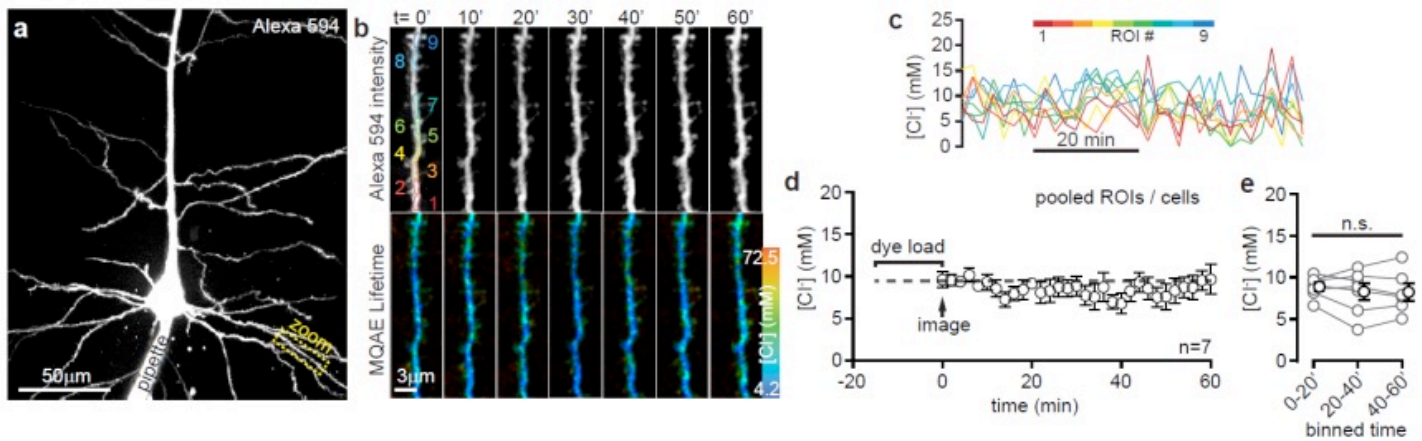 a
Alexa 594
zoom
pipette
50μm
b
t= 0' 10' 20' 30' 40' 50' 60'
Alexa 594 intensity
9
8
7
6
5
4
3
2
1
MQAE Lifetime
3μm
72.5
[Cl-] (mM)
4.2
c
[Cl-] (mM)
25
20
15
10
5
0
1 ROI # 9
20 min
d
[Cl-] (mM)
20
15
10
5
0
pooled ROIs / cells
dye load
image
n=7
-20 0 20 40 60
time (min)
e
[Cl-] (mM)
20
15
10
5
0
n.s.
0-20'
20-40'
40-60'
binned time